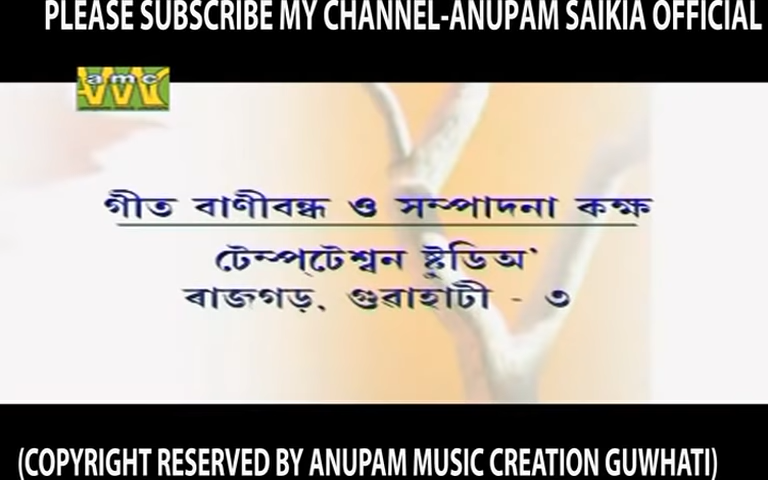 PLEASE SUBSCRIBE MY CHANNEL-ANUPAM SAIKIA OFFICIAL
amc
গীত বাণীবন্ধ ও সম্পাদনা কক্ষ
টেম্প্‌টেশ্বন ষ্টুডিঅ'
ৰাজগড়, গুৱাহাটী - ৩
(COPYRIGHT RESERVED BY ANUPAM MUSIC CREATION GUWHATI)